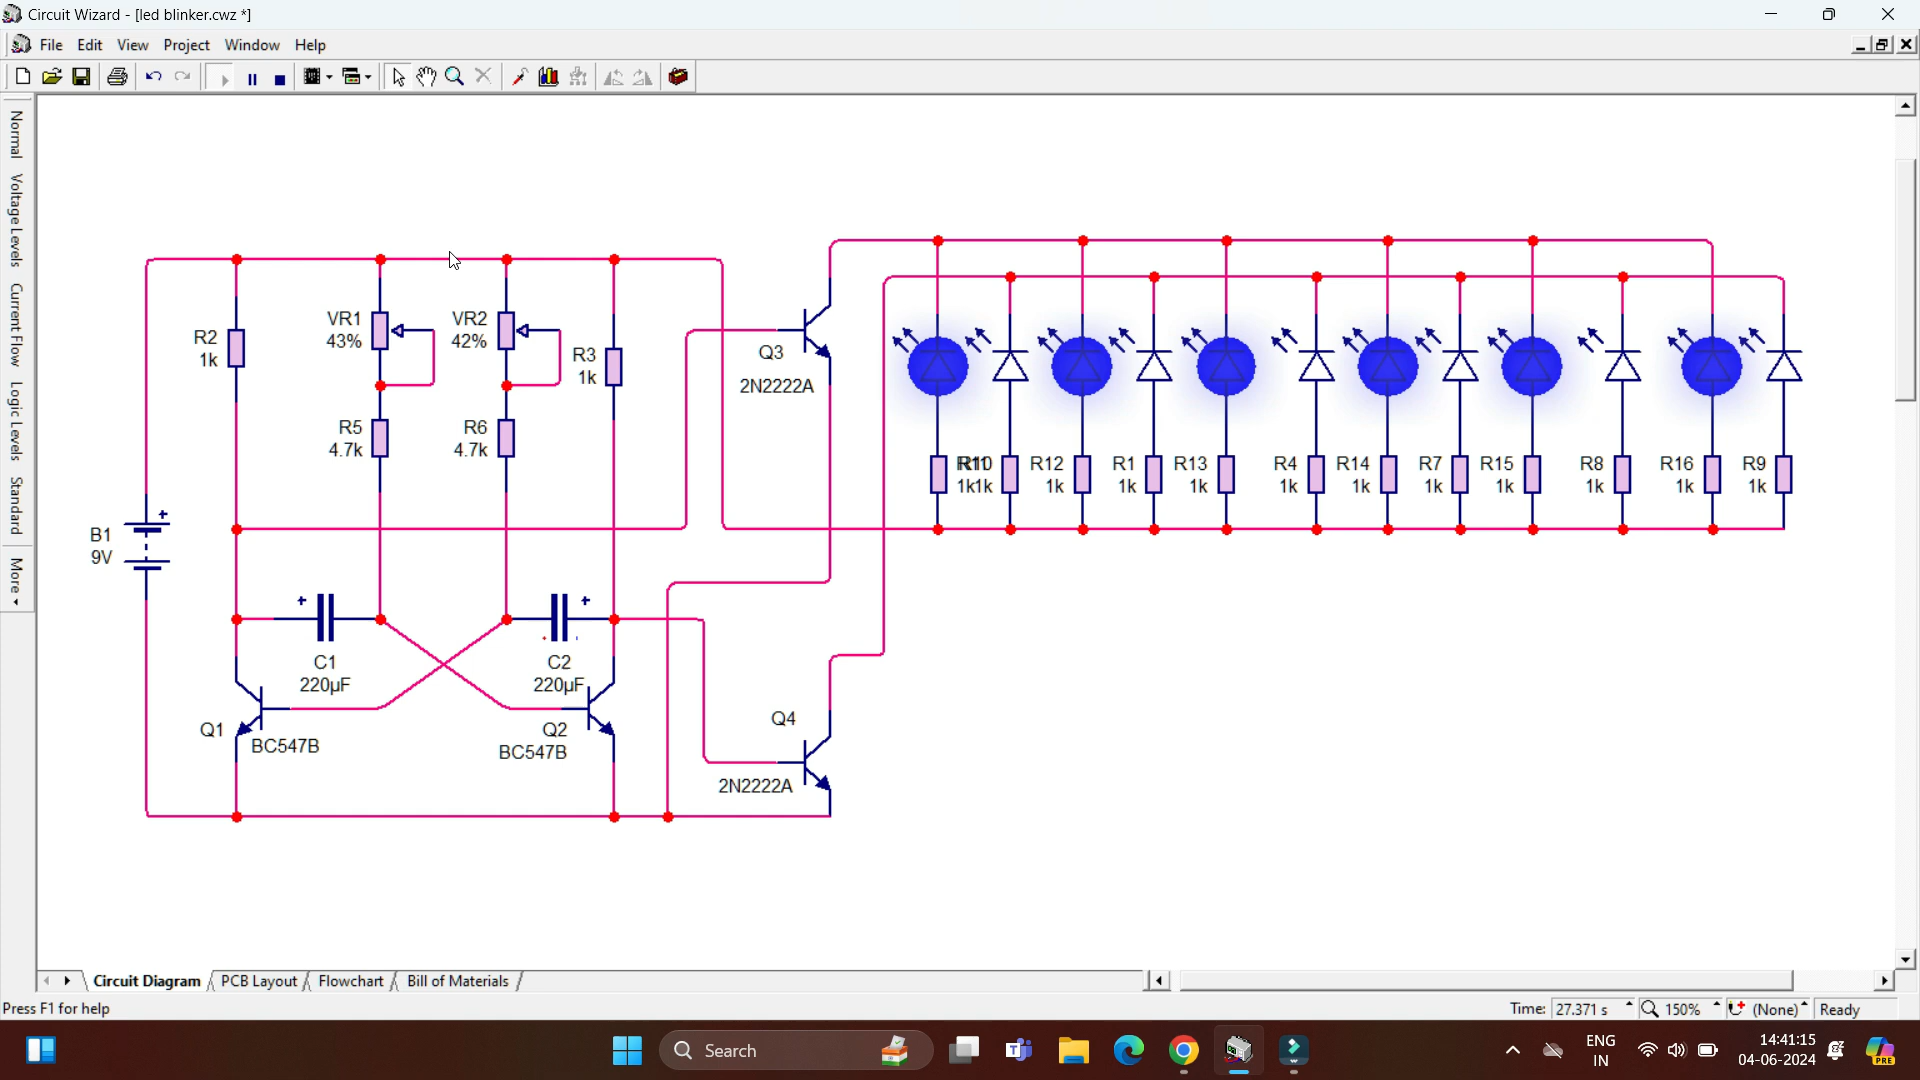 Circuit Wizard - [led blinker.cwz *]
File Edit View Project Window Help
Normal
Voltage Levels
Current Flow
Logic Levels
Standard
More
R2
1k
VR1
43%
VR2
42%
R3
1k
R5
4.7k
R6
4.7k
Q3
2N2222A
B1
9V
+
+
C1
220µF
+
C2
220µF
Q1
BC547B
Q2
BC547B
Q4
2N2222A
R11
1k
R10
1k
R12
1k
R1
1k
R13
1k
R4
1k
R14
1k
R7
1k
R15
1k
R8
1k
R16
1k
R9
1k
Circuit Diagram PCB Layout Flowchart Bill of Materials
Press F1 for help
Time: 27.371 s 150% (None) Ready
Search
ENG
IN
14:41:15
04-06-2024
PRE